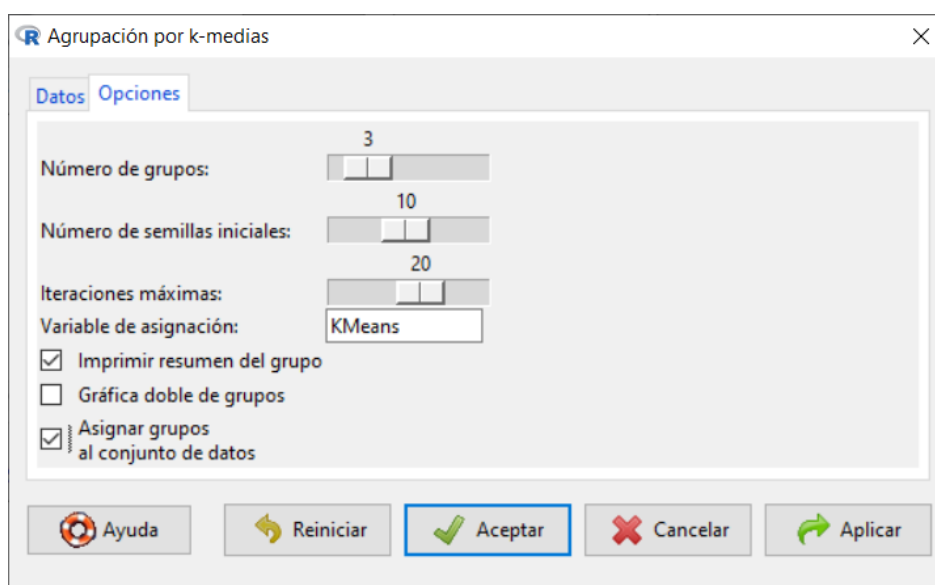 R Agrupación por k-medias
Datos Opciones
3
Número de grupos:
10
Número de semillas iniciales:
20
Iteraciones máximas:
Variable de asignación: KMeans
Imprimir resumen del grupo
Gráfica doble de grupos
Asignar grupos
al conjunto de datos
Ayuda Reiniciar Aceptar Cancelar Aplicar